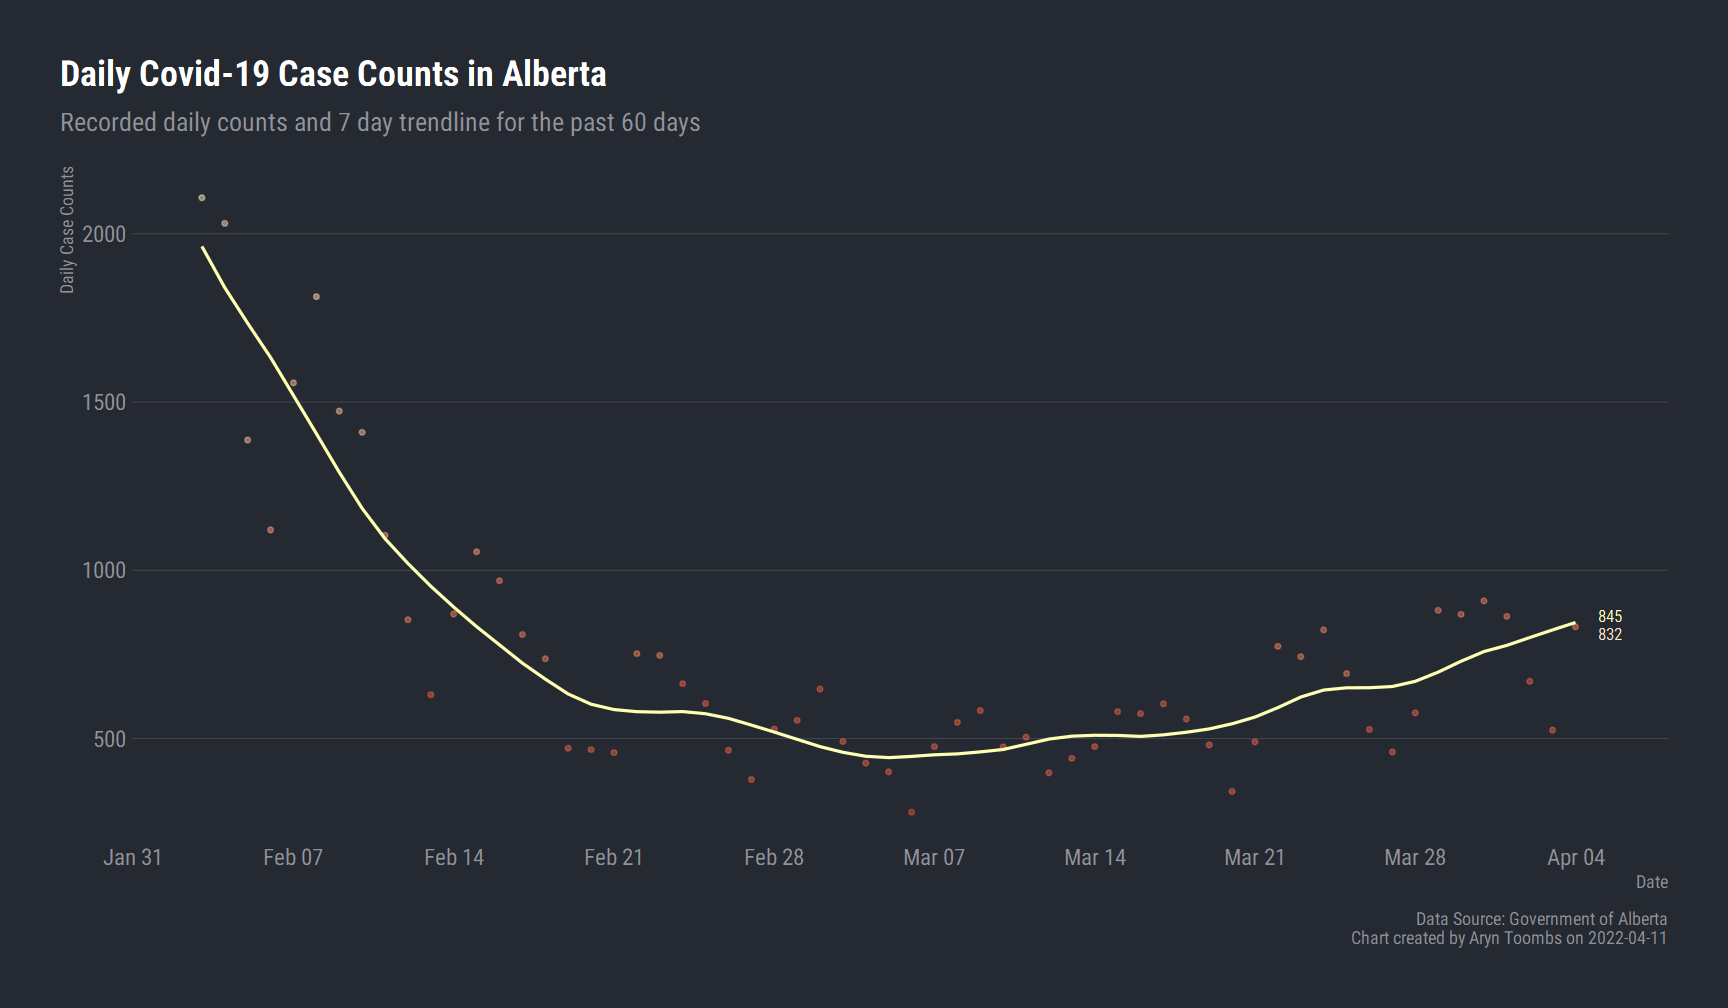 Daily Covid-19 Case Counts in Alberta
Recorded daily counts and 7 day trendline for the past 60 days
Daily Case Counts
2000
1500
1000
500
845
832
Jan 31 Feb 07 Feb 14 Feb 21 Feb 28 Mar 07 Mar 14 Mar 21 Mar 28 Apr 04
Date
Data Source: Government of Alberta
Chart created by Aryn Toombs on 2022-04-11